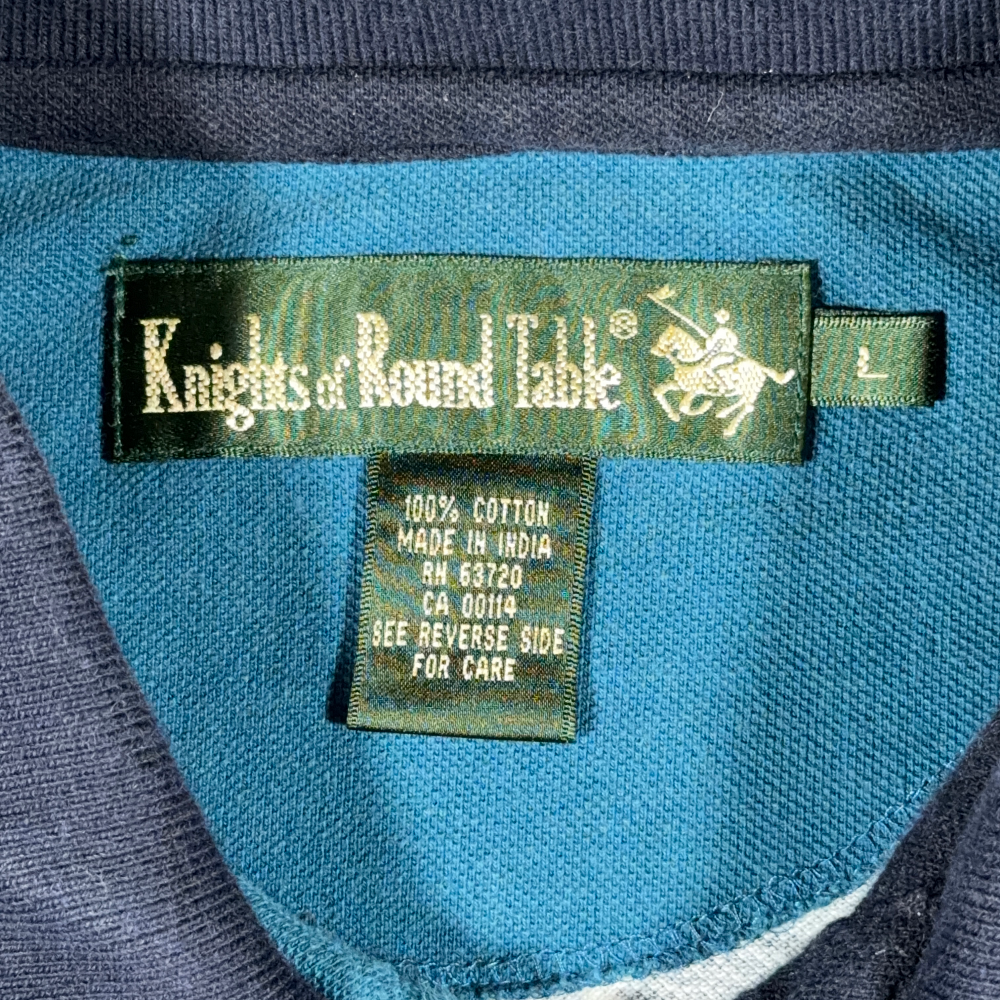 Knights of Round Table®
L
100% COTTON
MADE IN INDIA
RN 63720
CA 00114
SEE REVERSE SIDE
FOR CARE